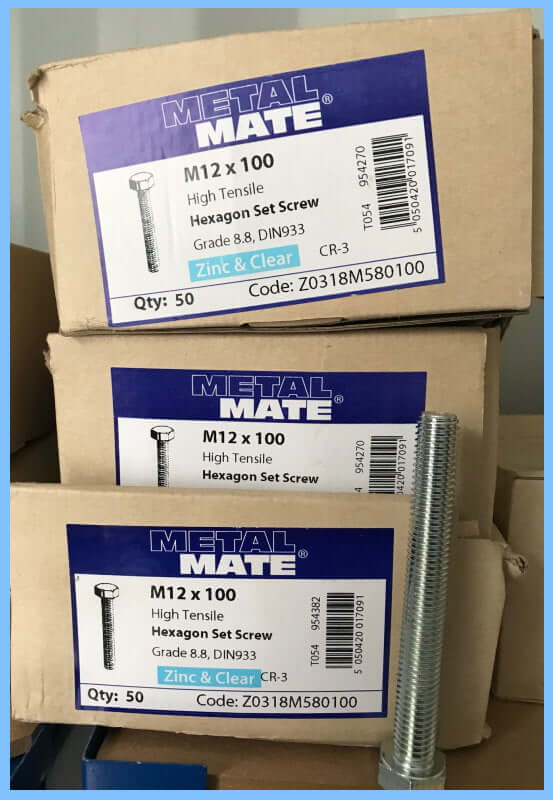 METAL
MATE®
M12 x 100
High Tensile
Hexagon Set Screw
Grade 8.8, DIN933
Zinc & Clear CR-3
T054 954270
5 050420 017091
Qty: 50 Code: Z0318M580100
METAL
MATE®
M12 x 100
High Tensile
Hexagon Set Screw
954270
050420 017091
METAL
MATE®
M12 x 100
High Tensile
Hexagon Set Screw
Grade 8.8, DIN933
Zinc & Clear CR-3
T054 954382
5 050420 017091
Qty: 50 Code: Z0318M580100